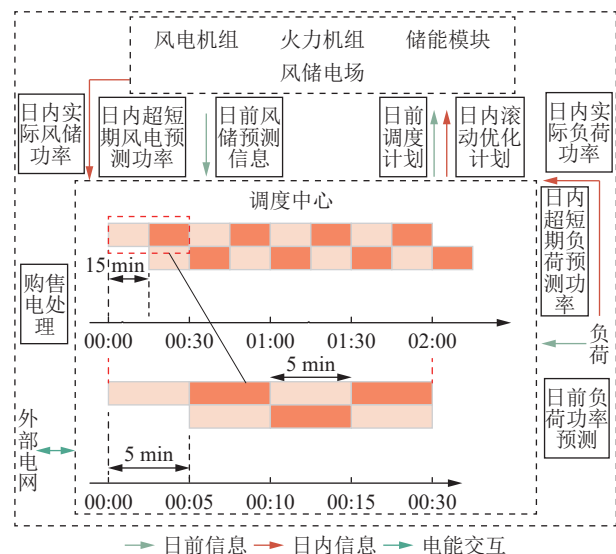 风电机组
火力机组
储能模块
风储电场
日内实
际风储
功率
日内超短
期风电预
测功率
日前风
储预测
信息
日前
调度
计划
日内滚
动优化
计划
日内实
际负荷
功率
调度中心
日内
超短
期负
荷预
测功
率
15 min
购售
电处
理
00:00
00:30
01:00
01:30
02:00
负荷
5 min
日前负
荷功率
预测
外部电网
5 min
00:00
00:05
00:10
00:15
00:30
日前信息
日内信息
电能交互